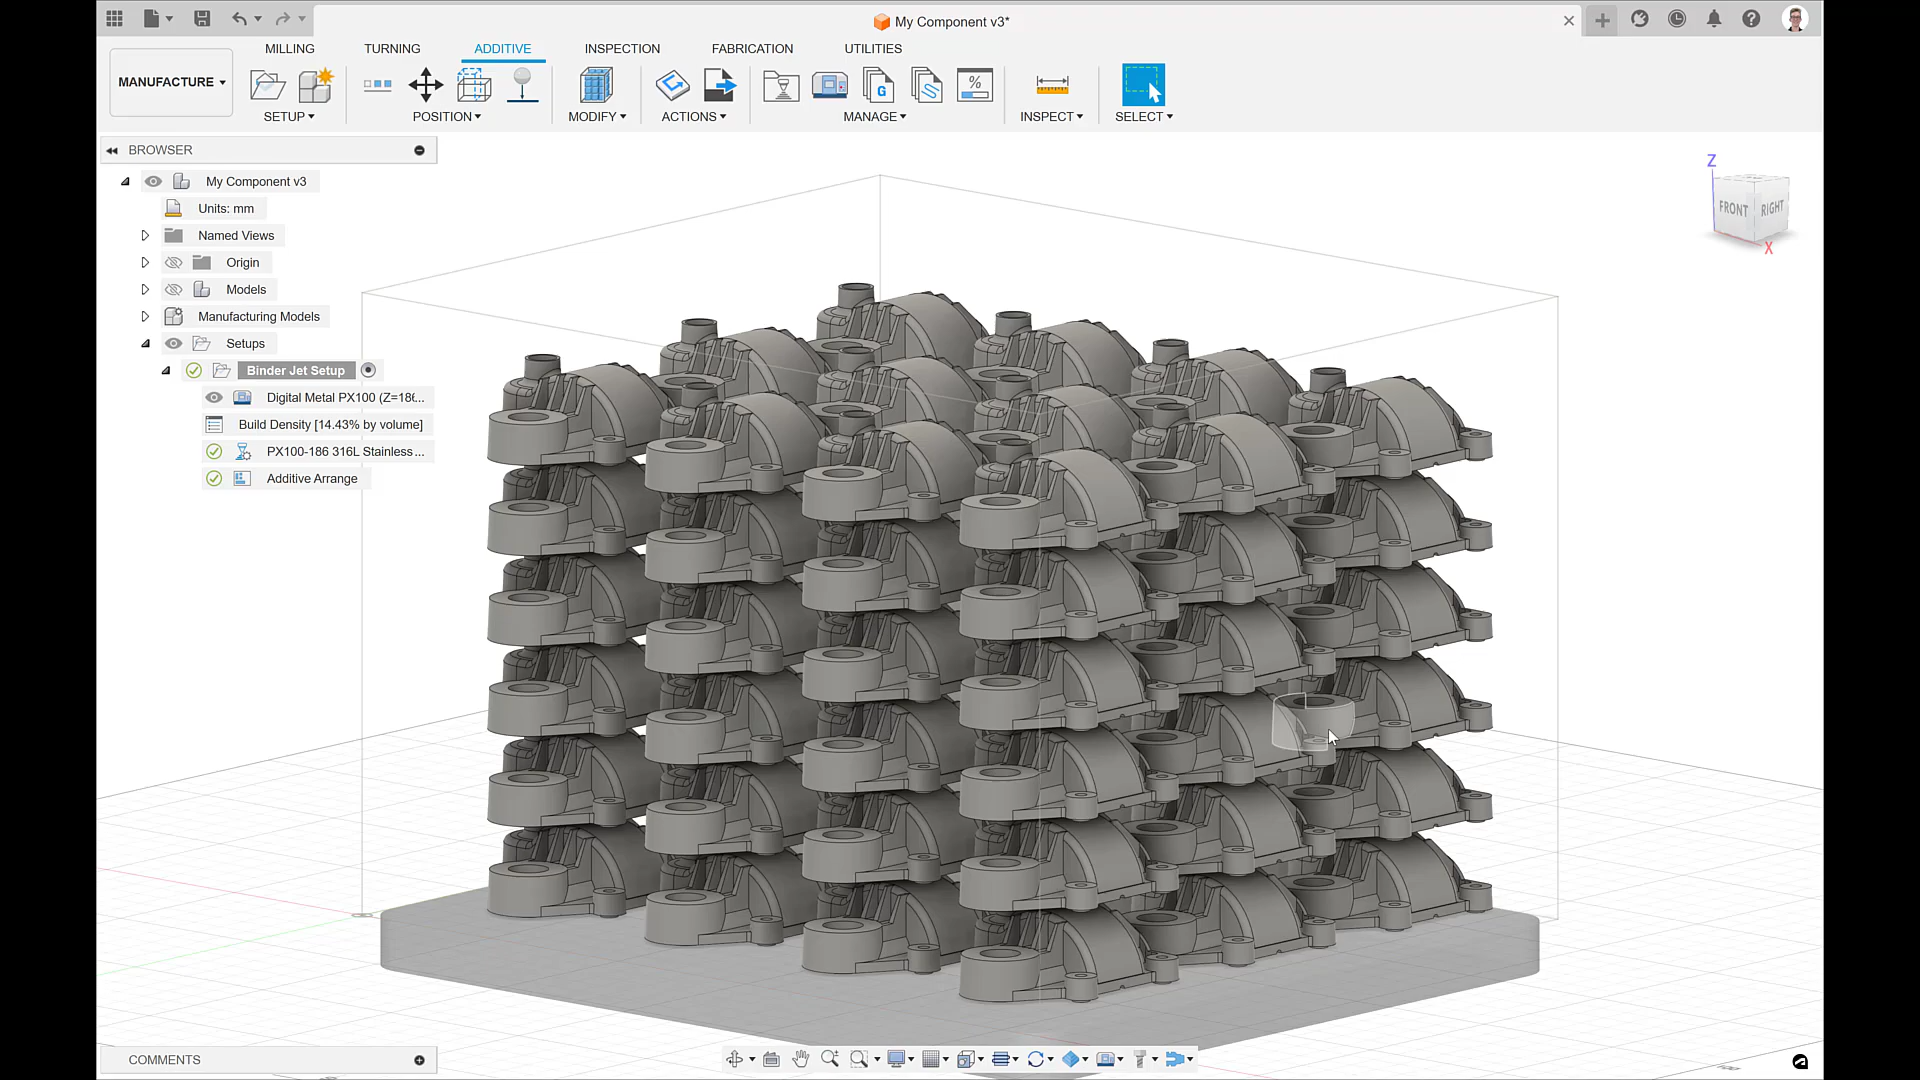 My Component v3*
MILLING TURNING ADDITIVE INSPECTION FABRICATION UTILITIES
MANUFACTURE
G
%
SETUP POSITION MODIFY ACTIONS MANAGE INSPECT SELECT
BROWSER
My Component v3
Units: mm
Named Views
Origin
Models
Manufacturing Models
Setups
Binder Jet Setup
Digital Metal PX100 (Z=186...
Build Density [14.43% by volume]
PX100-186 316L Stainless...
Additive Arrange
Z
FRONT RIGHT
X
COMMENTS